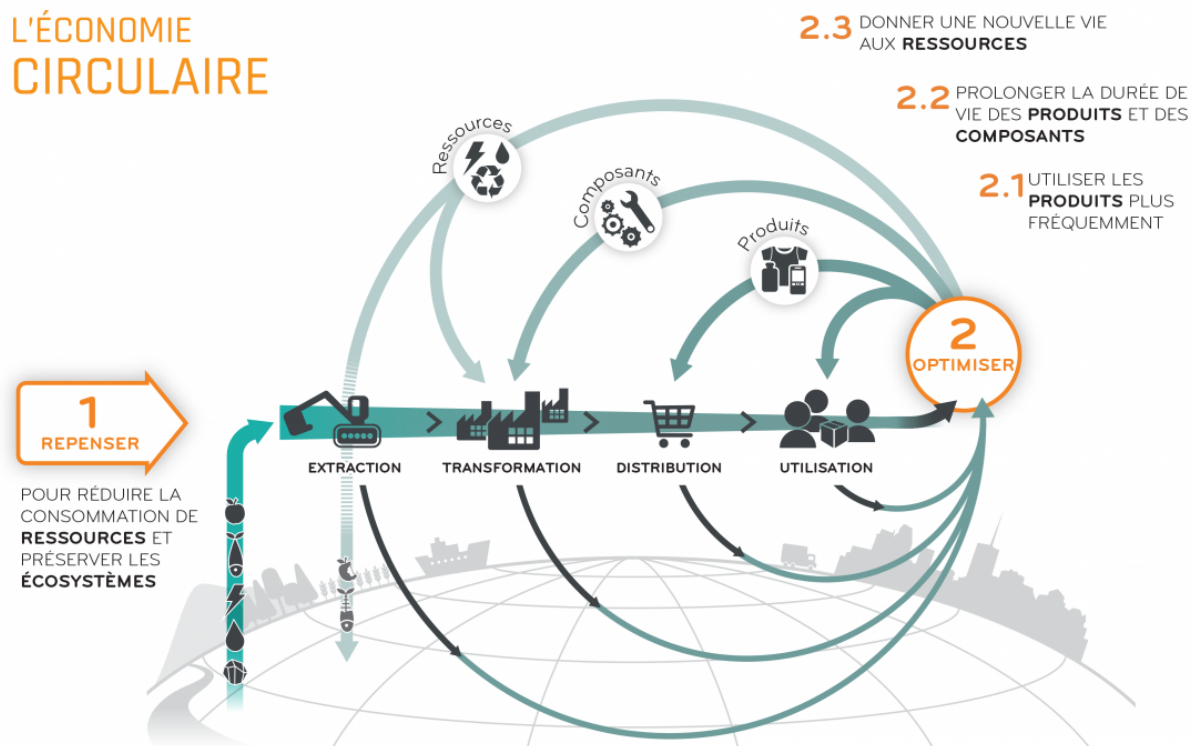 L'ÉCONOMIE
CIRCULAIRE
2.3 DONNER UNE NOUVELLE VIE
AUX RESSOURCES
2.2 PROLONGER LA DURÉE DE
VIE DES PRODUITS ET DES
COMPOSANTS
2.1 UTILISER LES
PRODUITS PLUS
FRÉQUEMMENT
Ressources
Composants
Produits
2
OPTIMISER
1
REPENSER
POUR RÉDUIRE LA
CONSOMMATION DE
RESSOURCES ET
PRÉSERVER LES
ÉCOSYSTÈMES
EXTRACTION
TRANSFORMATION
DISTRIBUTION
UTILISATION